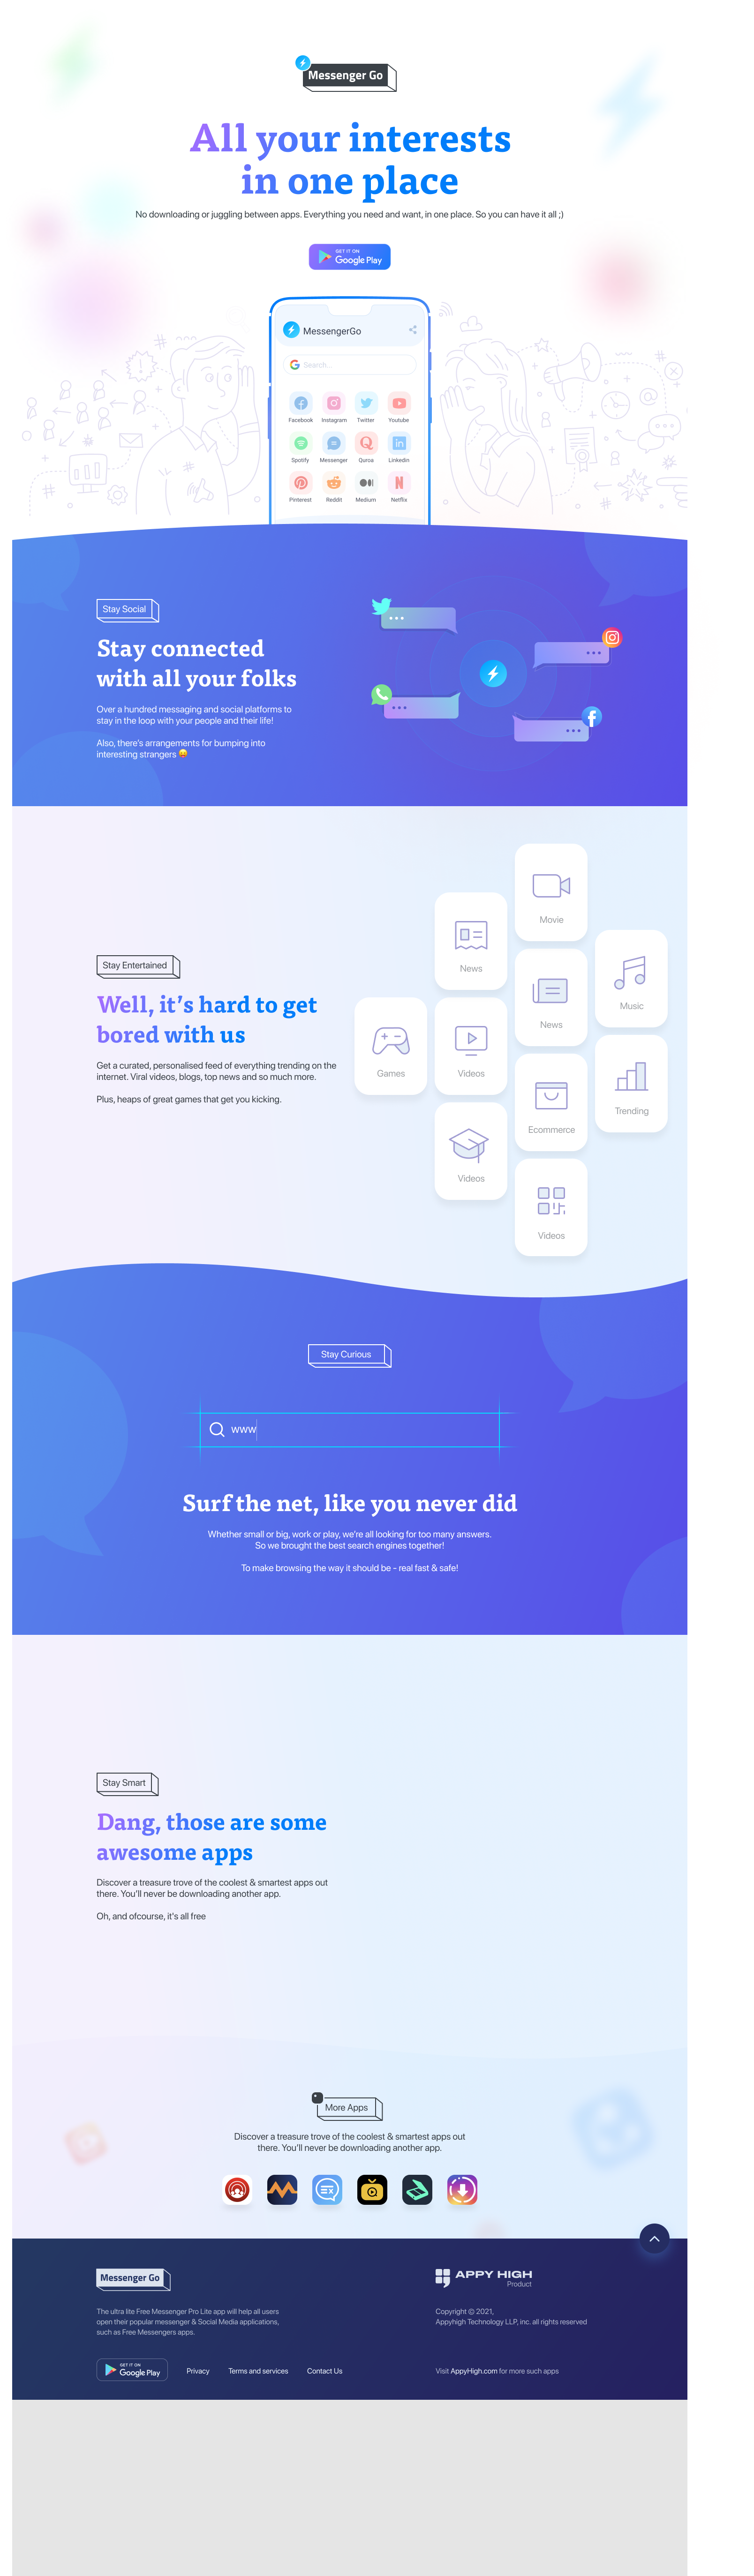 Messenger Go
All your interests
in one place
No downloading or juggling between apps. Everything you need and want, in one place. So you can have it all ;)
GET IT ON
Google Play
MessengerGo
Search...
Facebook Instagram Twitter Youtube
Spotify Messenger Quroa Linkedin
Pinterest Reddit Medium Netflix
Stay Social
Stay connected
with all your folks
Over a hundred messaging and social platforms to
stay in the loop with your people and their life!
Also, there's arrangements for bumping into
interesting strangers 😛
Movie
News
Music
News
Games
Videos
Trending
Ecommerce
Videos
Videos
Stay Entertained
Well, it's hard to get
bored with us
Get a curated, personalised feed of everything trending on the
internet. Viral videos, blogs, top news and so much more.
Plus, heaps of great games that get you kicking.
Stay Curious
www
Surf the net, like you never did
Whether small or big, work or play, we're all looking for too many answers.
So we brought the best search engines together!
To make browsing the way it should be - real fast & safe!
Stay Smart
Dang, those are some
awesome apps
Discover a treasure trove of the coolest & smartest apps out
there. You'll never be downloading another app.
Oh, and ofcourse, it's all free
More Apps
Discover a treasure trove of the coolest & smartest apps out
there. You'll never be downloading another app.
Messenger Go
The ultra lite Free Messenger Pro Lite app will help all users
open their popular messenger & Social Media applications,
such as Free Messengers apps.
GET IT ON
Google Play
Privacy
Terms and services
Contact Us
APPY HIGH
Product
Copyright © 2021,
Appyhigh Technology LLP, inc. all rights reserved
Visit AppyHigh.com for more such apps